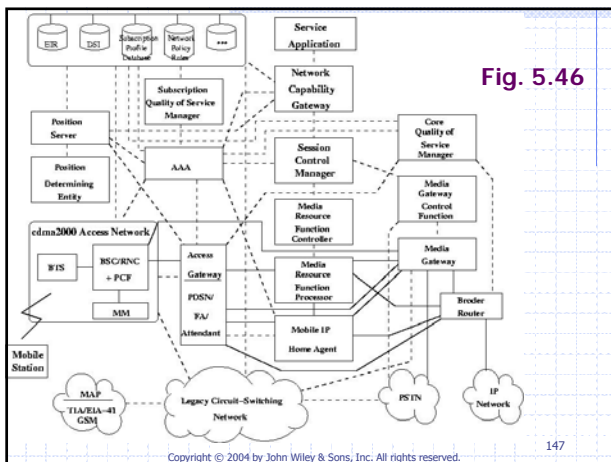 EIR
DSI
Subscription
Profile
Database
Network
Policy
Rules
•••
Service
Application
Fig. 5.46
Subscription
Quality of Service
Manager
Network
Capability
Gateway
Position
Server
Core
Quality of
Service
Manager
AAA
Session
Control
Manager
Position
Determining
Entity
Media
Gateway
Control
Function
Media
Resource
Function
Controller
cdma2000 Access Network
BTS
BSC/RNC
+ PCF
MM
Access
Gateway
PDSN/
FA/
Attendant
Media
Gateway
Media
Resource
Function
Processor
Broder
Router
Mobile IP
Home Agent
Mobile
Station
MAP
TIA/EIA-41
GSM
Legacy Circuit-Switching
Network
PSTN
IP
Network
147
Copyright © 2004 by John Wiley & Sons, Inc. All rights reserved.